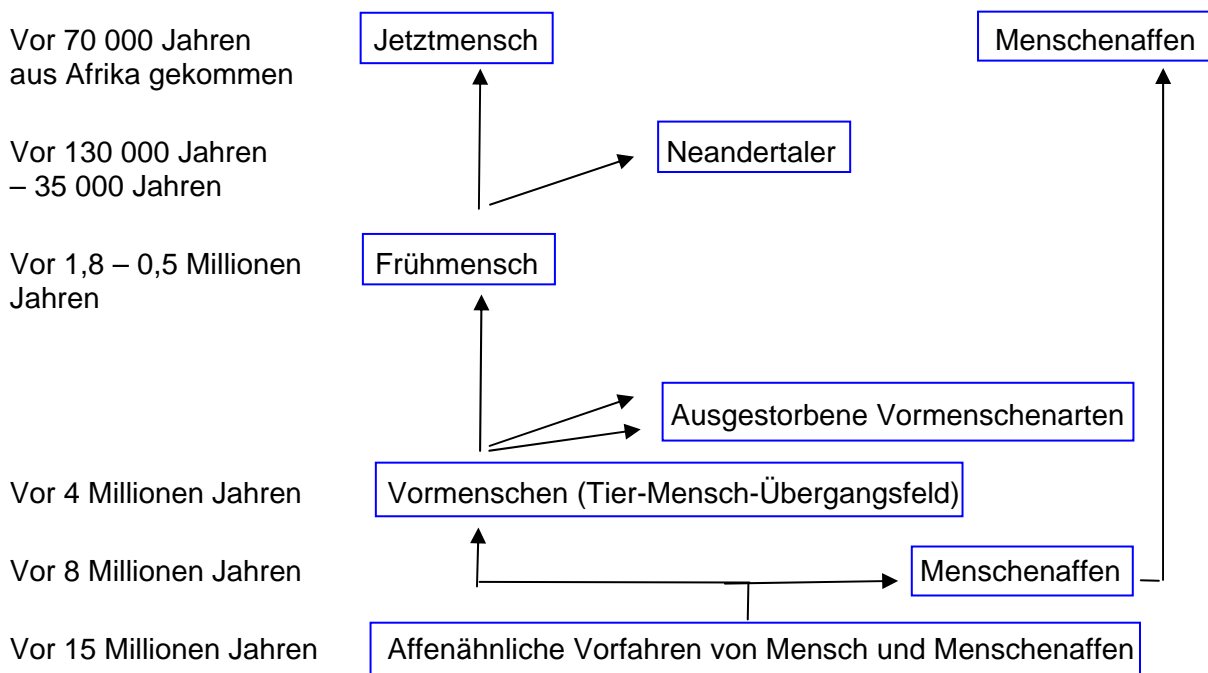 Vor 70 000 Jahren
aus Afrika gekommen
Jetztmensch
Menschenaffen
Vor 130 000 Jahren
– 35 000 Jahren
Neandertaler
Vor 1,8 – 0,5 Millionen
Jahren
Frühmensch
Ausgestorbene Vormenschenarten
Vor 4 Millionen Jahren
Vormenschen (Tier-Mensch-Übergangsfeld)
Vor 8 Millionen Jahren
Menschenaffen
Vor 15 Millionen Jahren
Affenähnliche Vorfahren von Mensch und Menschenaffen